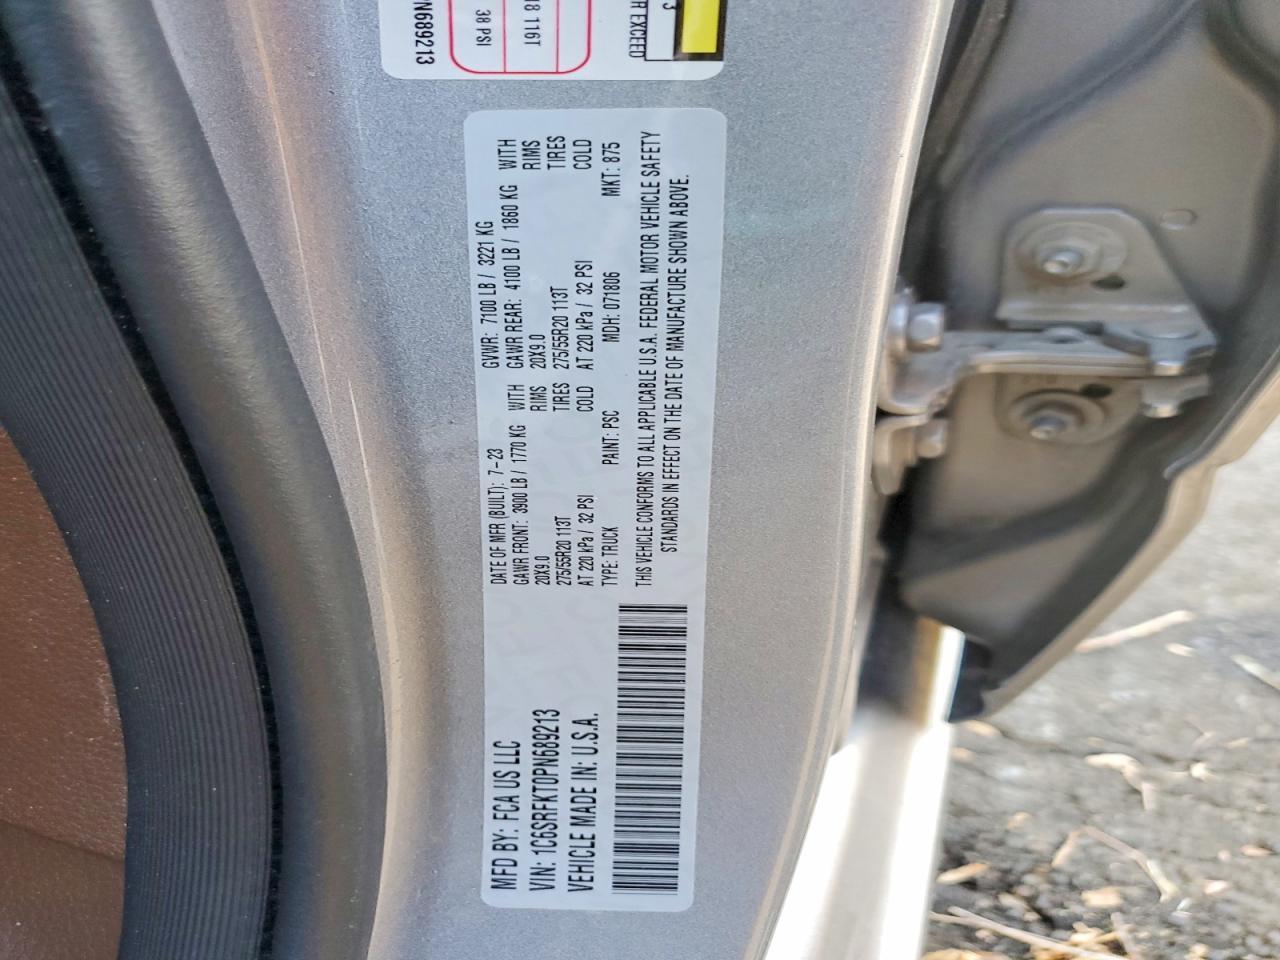 MFD BY: FCA US LLC
VIN: 1C6SRFKT0PN689213
VEHICLE MADE IN: U.S.A.
DATE OF MFR (BUILT): 7-23 GVWR: 7100 LB / 3221 KG
GAWR FRONT: 3900 LB / 1770 KG WITH GAWR REAR: 4100 LB / 1860 KG WITH
20X9.0 RIMS 20X9.0 RIMS
275/55R20 113T TIRES 275/55R20 113T TIRES
AT 220 kPa / 32 PSI COLD AT 220 kPa / 32 PSI COLD
TYPE: TRUCK PAINT: PSC MDH: 071806 MKT: 875
THIS VEHICLE CONFORMS TO ALL APPLICABLE U.S.A. FEDERAL MOTOR VEHICLE SAFETY
STANDARDS IN EFFECT ON THE DATE OF MANUFACTURE SHOWN ABOVE.
N689213
38 PSI
116T
R EXCEED
3